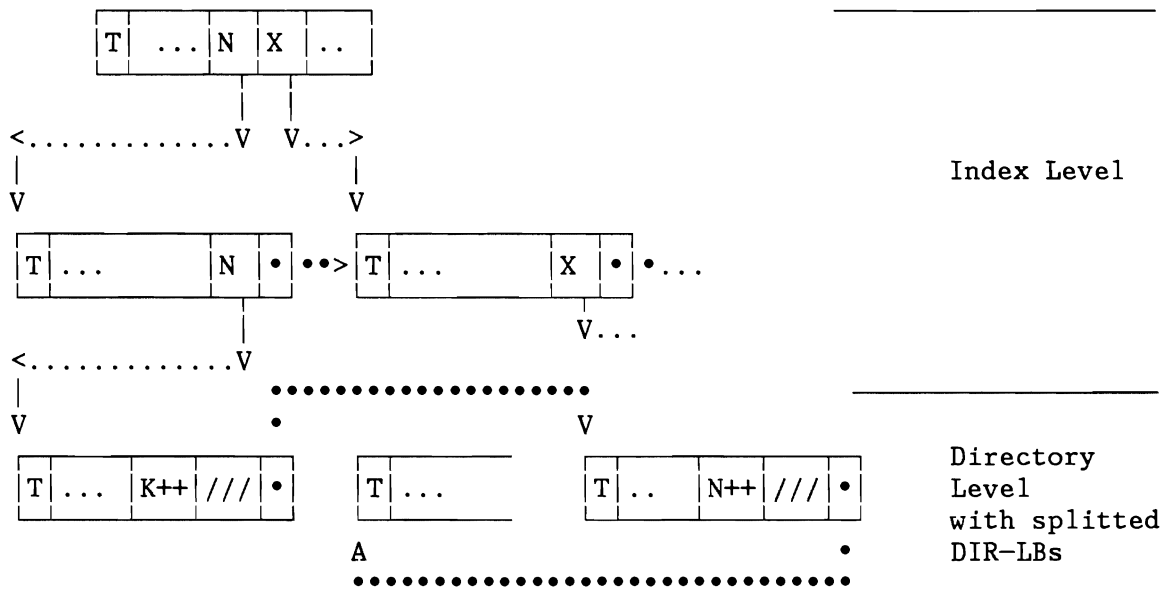 T ... N X ..
<.............V V...>
V V
Index Level
T ... N • ••> T ... X • •...
V...
<.............V
••••••••••••••••••••
V • V
T ... K++ /// • T ... T .. N++ /// •
Directory
Level
with splitted
A • DIR-LBs
•••••••••••••••••••••••••••••••